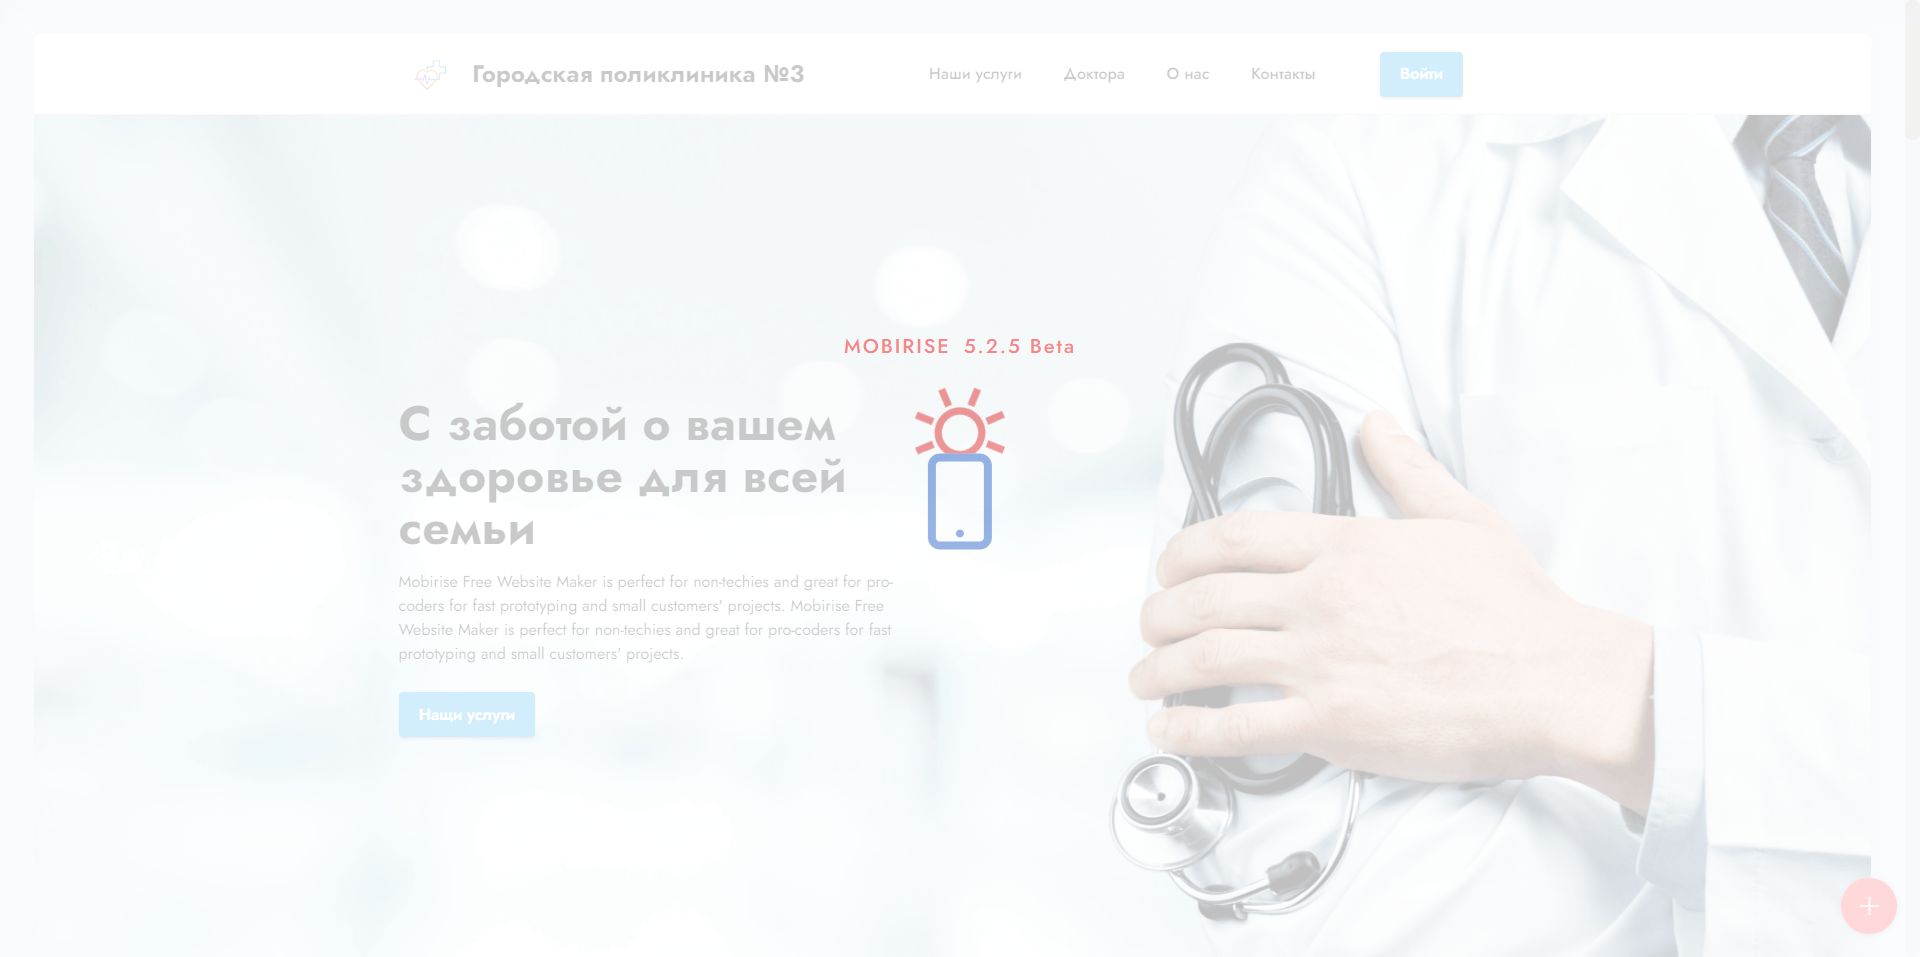 Городская поликлиника №3
Наши услуги
Доктора
О нас
Контакты
Войти
MOBIRISE 5.2.5 Beta
С заботой о вашем
здоровье для всей
семьи
Mobirise Free Website Maker is perfect for non-techies and great for pro-
coders for fast prototyping and small customers' projects. Mobirise Free
Website Maker is perfect for non-techies and great for pro-coders for fast
prototyping and small customers' projects.
Нащи услуги